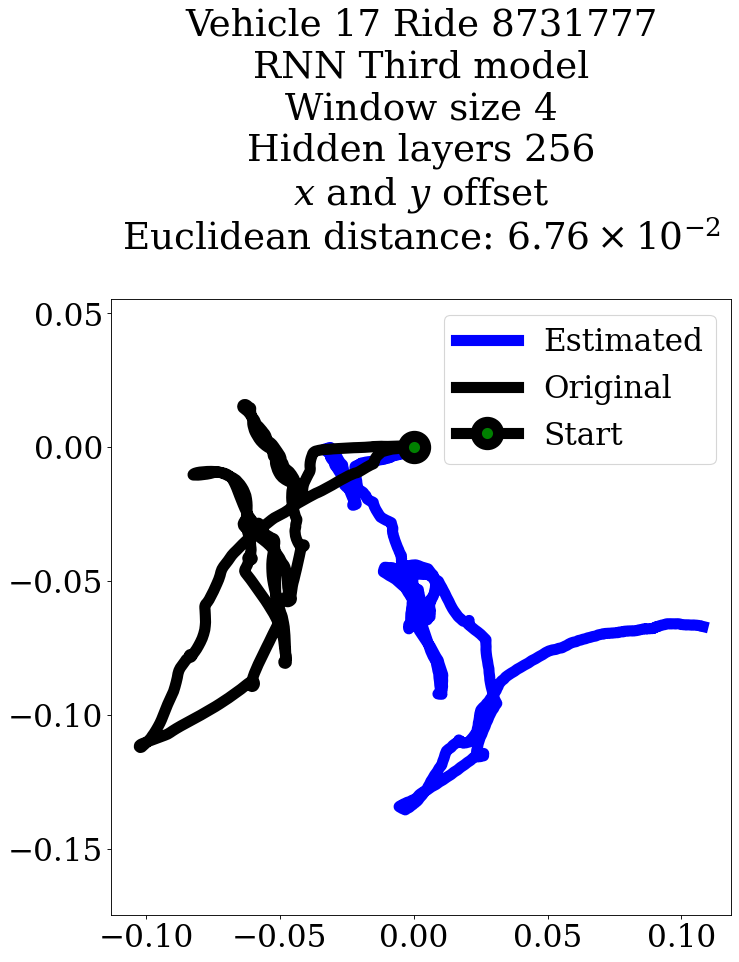 Vehicle 17 Ride 8731777
RNN Third model
Window size 4
Hidden layers 256
x and y offset
Euclidean distance: 6.76 × 10⁻²
Estimated
Original
Start
0.05
0.00
−0.05
−0.10
−0.15
−0.10 −0.05 0.00 0.05 0.10